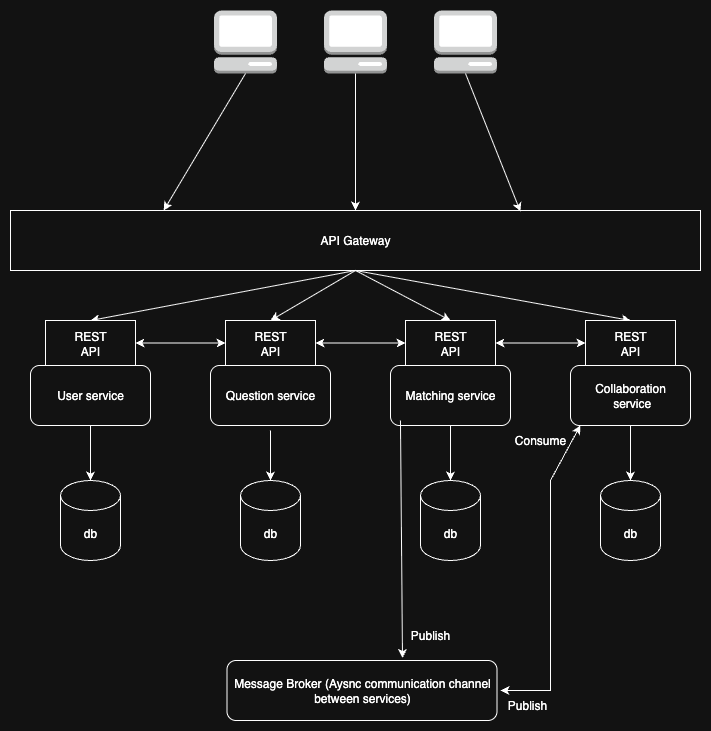 API Gateway
REST
API
REST
API
REST
API
REST
API
User service
Question service
Matching service
Collaboration
service
Consume
db
db
db
db
Publish
Message Broker (Aysnc communication channel
between services)
Publish